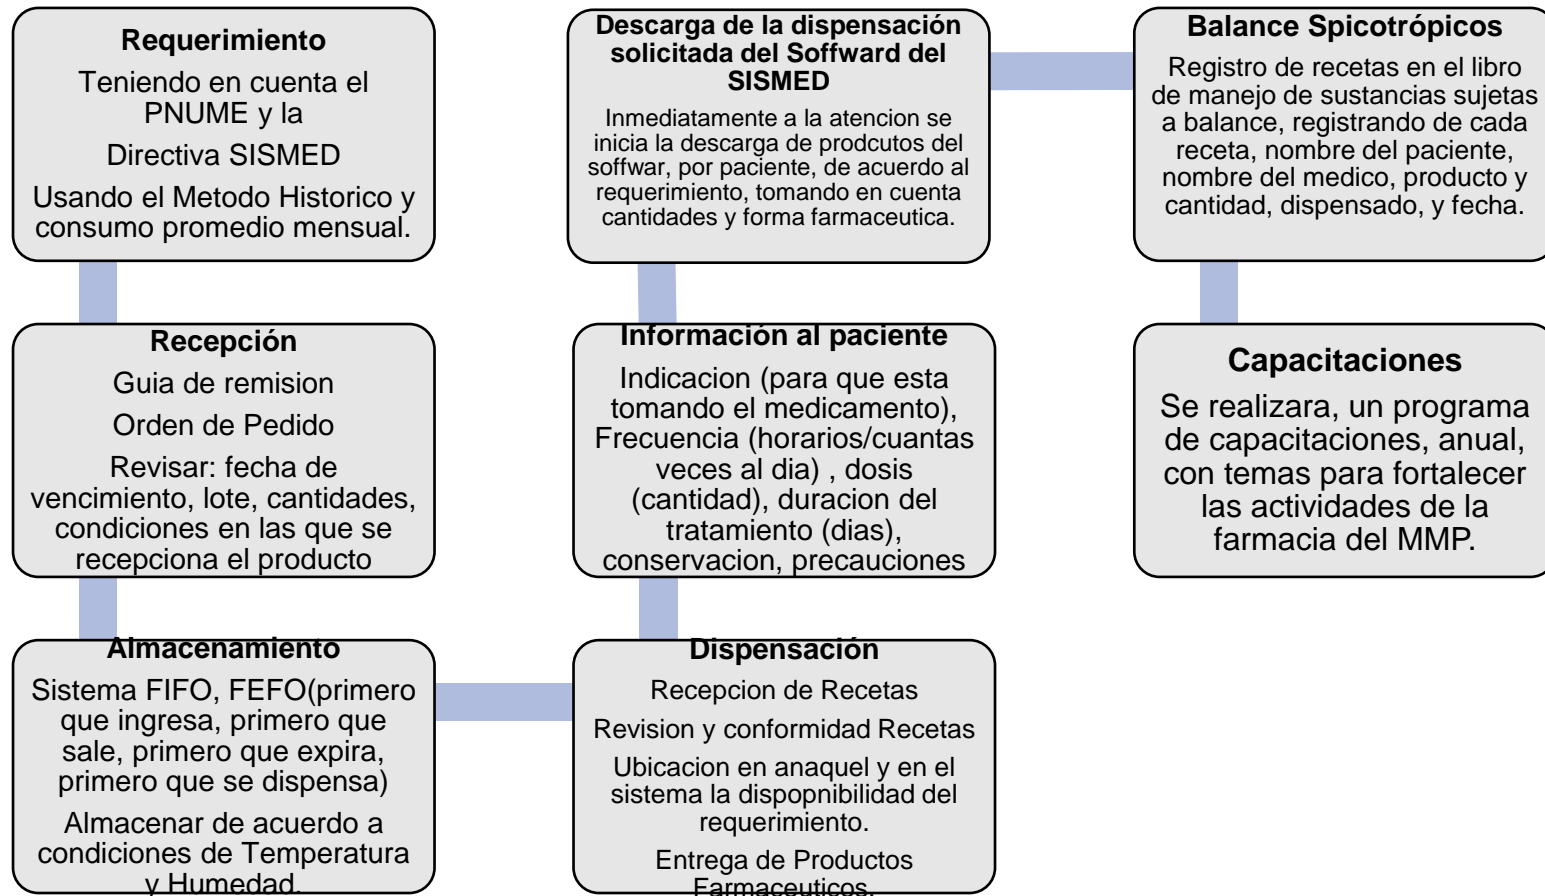 Requerimiento
Teniendo en cuenta el
PNUME y la
Directiva SISMED
Usando el Metodo Historico y
consumo promedio mensual.
Recepción
Guia de remision
Orden de Pedido
Revisar: fecha de
vencimiento, lote, cantidades,
condiciones en las que se
recepciona el producto
Almacenamiento
Sistema FIFO, FEFO(primero
que ingresa, primero que
sale, primero que expira,
primero que se dispensa)
Almacenar de acuerdo a
condiciones de Temperatura
y Humedad.
Dispensación
Recepcion de Recetas
Revision y conformidad Recetas
Ubicacion en anaquel y en el
sistema la dispopnibilidad del
requerimiento.
Entrega de Productos
Farmaceuticos.
Información al paciente
Indicacion (para que esta
tomando el medicamento),
Frecuencia (horarios/cuantas
veces al dia) , dosis
(cantidad), duracion del
tratamiento (dias),
conservacion, precauciones
Descarga de la dispensación
solicitada del Soffward del
SISMED
Inmediatamente a la atencion se
inicia la descarga de prodcutos del
soffwar, por paciente, de acuerdo al
requerimiento, tomando en cuenta
cantidades y forma farmaceutica.
Balance Spicotrópicos
Registro de recetas en el libro
de manejo de sustancias sujetas
a balance, registrando de cada
receta, nombre del paciente,
nombre del medico, producto y
cantidad, dispensado, y fecha.
Capacitaciones
Se realizara, un programa
de capacitaciones, anual,
con temas para fortalecer
las actividades de la
farmacia del MMP.